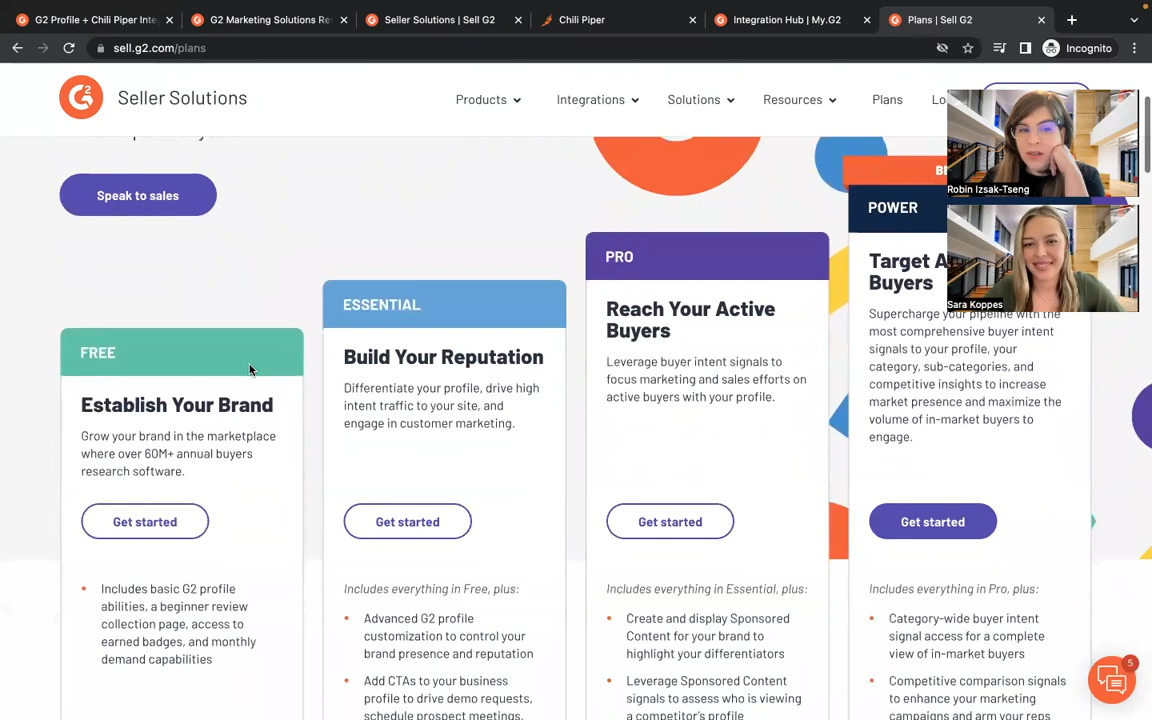 G2 Profile + Chili Piper Inte
G2 Marketing Solutions Re
Seller Solutions | Sell G2
Chili Piper
Integration Hub | My.G2
Plans | Sell G2
sell.g2.com/plans
Incognito
Seller Solutions
Products
Integrations
Solutions
Resources
Plans
Lo
Robin Izsak-Tseng
Sara Koppes
Speak to sales
FREE
Establish Your Brand
Grow your brand in the marketplace
where over 60M+ annual buyers
research software.
Get started
• Includes basic G2 profile
abilities, a beginner review
collection page, access to
earned badges, and monthly
demand capabilities
ESSENTIAL
Build Your Reputation
Differentiate your profile, drive high
intent traffic to your site, and
engage in customer marketing.
Get started
Includes everything in Free, plus:
• Advanced G2 profile
customization to control your
brand presence and reputation
• Add CTAs to your business
profile to drive demo requests,
schedule prospect meetings,
PRO
Reach Your Active
Buyers
Leverage buyer intent signals to
focus marketing and sales efforts on
active buyers with your profile.
Get started
Includes everything in Essential, plus:
• Create and display Sponsored
Content for your brand to
highlight your differentiators
• Leverage Sponsored Content
signals to assess who is viewing
a competitor's profile
POWER
Target A
Buyers
Supercharge your pipeline with the
most comprehensive buyer intent
signals to your profile, your
category, sub-categories, and
competitive insights to increase
market presence and maximize the
volume of in-market buyers to
engage.
Get started
Includes everything in Pro, plus:
• Category-wide buyer intent
signal access for a complete
view of in-market buyers
• Competitive comparison signals
to enhance your marketing
campaigns and arm your reps
5